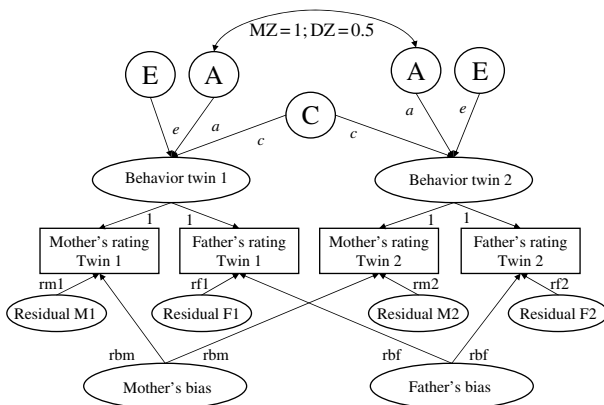 MZ = 1; DZ = 0.5
E
A
A
E
C
e
a
c
c
a
e
Behavior twin 1
Behavior twin 2
1
1
1
1
Mother's rating
Twin 1
Father's rating
Twin 1
Mother's rating
Twin 2
Father's rating
Twin 2
rm1
rf1
rm2
rf2
Residual M1
Residual F1
Residual M2
Residual F2
rbm
rbm
rbf
rbf
Mother's bias
Father's bias